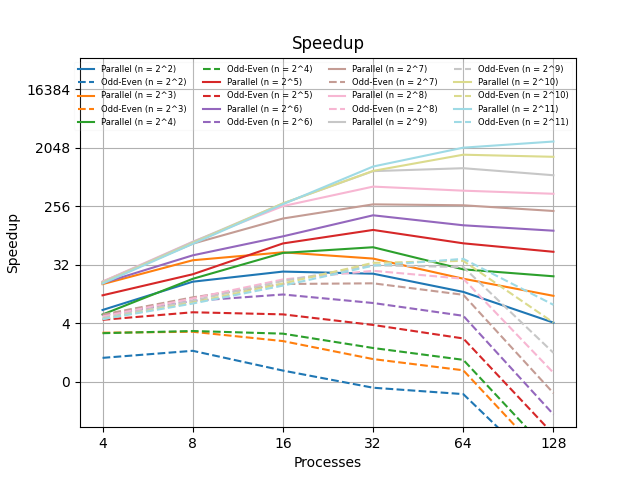 Speedup
Parallel (n = 2^2)
Odd-Even (n = 2^2)
Parallel (n = 2^3)
Odd-Even (n = 2^3)
Parallel (n = 2^4)
Odd-Even (n = 2^4)
Parallel (n = 2^5)
Odd-Even (n = 2^5)
Parallel (n = 2^6)
Odd-Even (n = 2^6)
Parallel (n = 2^7)
Odd-Even (n = 2^7)
Parallel (n = 2^8)
Odd-Even (n = 2^8)
Parallel (n = 2^9)
Odd-Even (n = 2^9)
Parallel (n = 2^10)
Odd-Even (n = 2^10)
Parallel (n = 2^11)
Odd-Even (n = 2^11)
16384
2048
256
32
4
0
Speedup
4 8 16 32 64 128
Processes